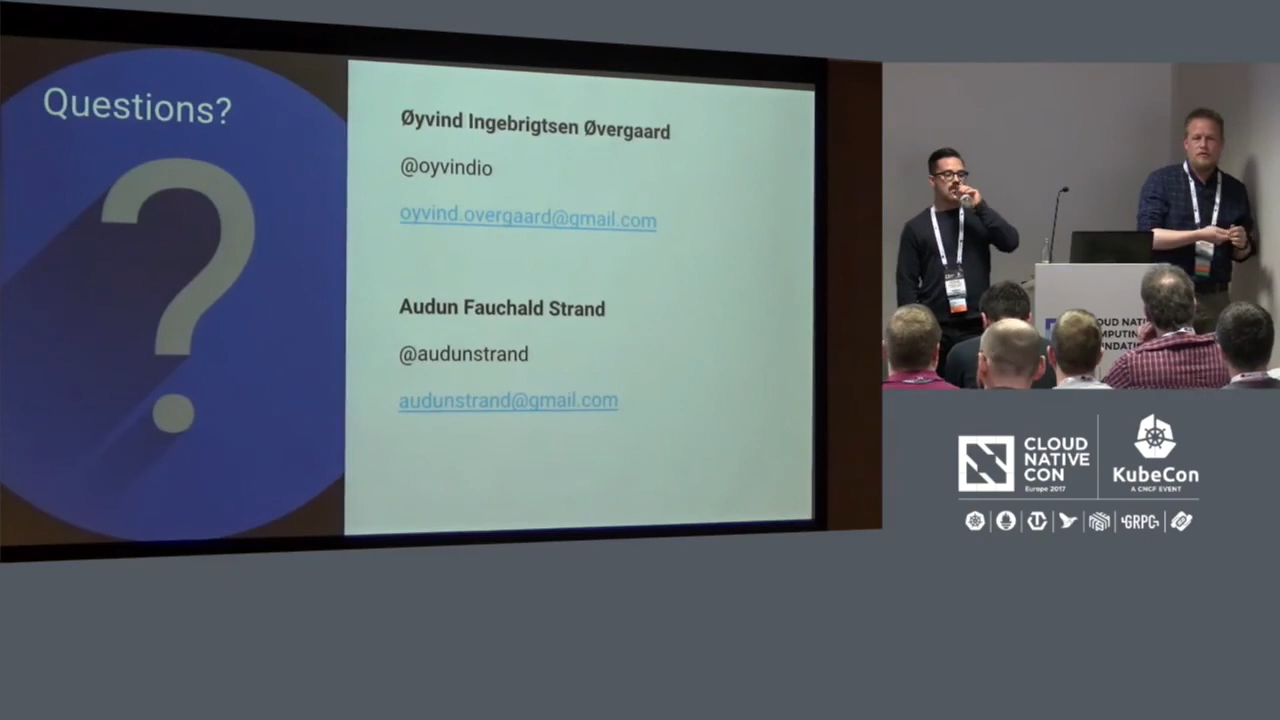 Questions?
Øyvind Ingebrigtsen Øvergaard
@oyvindio
oyvind.overgaard@gmail.com
Audun Fauchald Strand
@audunstrand
audunstrand@gmail.com
CLOUD
NATIVE
CON
Europe 2017
KubeCon
A CNCF EVENT
GRPC